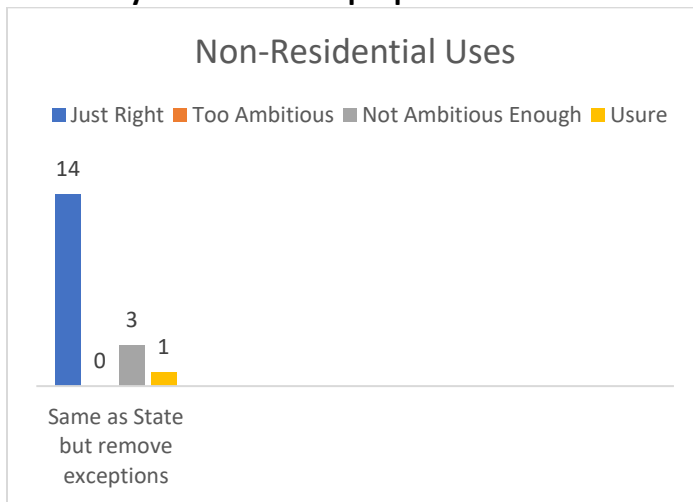 Non-Residential Uses
Just Right Too Ambitious Not Ambitious Enough Usure
14
0
3
1
Same as State
but remove
exceptions